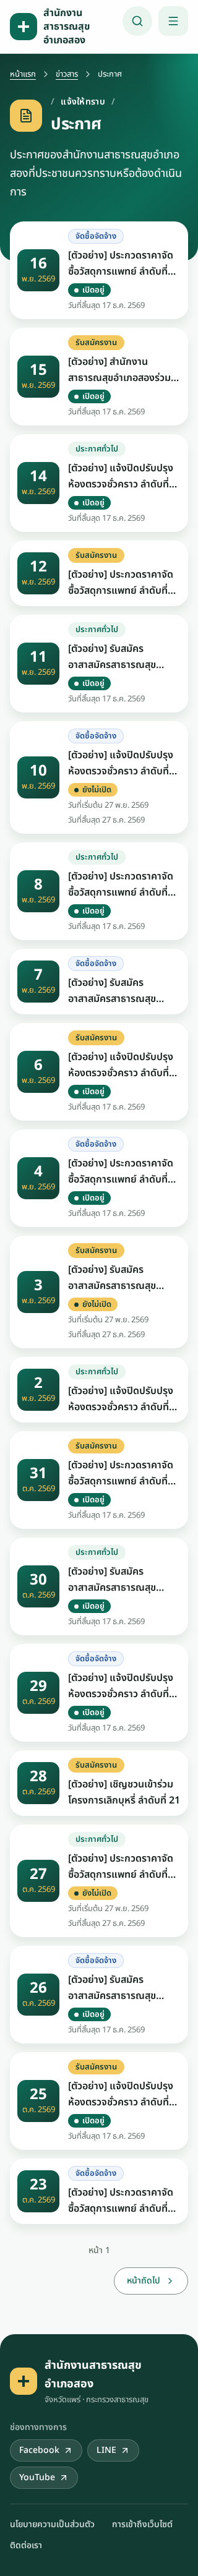 สำนักงาน
สาธารณสุข
อำเภอสอง
หน้าแรก > ข่าวสาร > ประกาศ
/ แจ้งให้ทราบ /
ประกาศ
ประกาศของสำนักงานสาธารณสุขอำเภอ
สองที่ประชาชนควรทราบหรือต้องดำเนิน
การ
จัดซื้อจัดจ้าง
16
พ.ย. 2569
[ตัวอย่าง] ประกวดราคาจัด
ซื้อวัสดุการแพทย์ ลำดับที่...
เปิดอยู่
วันที่สิ้นสุด 17 ธ.ค. 2569
รับสมัครงาน
15
พ.ย. 2569
[ตัวอย่าง] สำนักงาน
สาธารณสุขอำเภอสองร่วม...
เปิดอยู่
วันที่สิ้นสุด 17 ธ.ค. 2569
ประกาศทั่วไป
14
พ.ย. 2569
[ตัวอย่าง] แจ้งปิดปรับปรุง
ห้องตรวจชั่วคราว ลำดับที่...
เปิดอยู่
วันที่สิ้นสุด 17 ธ.ค. 2569
รับสมัครงาน
12
พ.ย. 2569
[ตัวอย่าง] ประกวดราคาจัด
ซื้อวัสดุการแพทย์ ลำดับที่...
ประกาศทั่วไป
11
พ.ย. 2569
[ตัวอย่าง] รับสมัคร
อาสาสมัครสาธารณสุข...
เปิดอยู่
วันที่สิ้นสุด 17 ธ.ค. 2569
จัดซื้อจัดจ้าง
10
พ.ย. 2569
[ตัวอย่าง] แจ้งปิดปรับปรุง
ห้องตรวจชั่วคราว ลำดับที่...
ยังไม่เปิด
วันที่เริ่มต้น 27 พ.ย. 2569
วันที่สิ้นสุด 27 ธ.ค. 2569
ประกาศทั่วไป
8
พ.ย. 2569
[ตัวอย่าง] ประกวดราคาจัด
ซื้อวัสดุการแพทย์ ลำดับที่...
เปิดอยู่
วันที่สิ้นสุด 17 ธ.ค. 2569
จัดซื้อจัดจ้าง
7
พ.ย. 2569
[ตัวอย่าง] รับสมัคร
อาสาสมัครสาธารณสุข...
รับสมัครงาน
6
พ.ย. 2569
[ตัวอย่าง] แจ้งปิดปรับปรุง
ห้องตรวจชั่วคราว ลำดับที่...
เปิดอยู่
วันที่สิ้นสุด 17 ธ.ค. 2569
จัดซื้อจัดจ้าง
4
พ.ย. 2569
[ตัวอย่าง] ประกวดราคาจัด
ซื้อวัสดุการแพทย์ ลำดับที่...
เปิดอยู่
วันที่สิ้นสุด 17 ธ.ค. 2569
รับสมัครงาน
3
พ.ย. 2569
[ตัวอย่าง] รับสมัคร
อาสาสมัครสาธารณสุข...
ยังไม่เปิด
วันที่เริ่มต้น 27 พ.ย. 2569
วันที่สิ้นสุด 27 ธ.ค. 2569
ประกาศทั่วไป
2
พ.ย. 2569
[ตัวอย่าง] แจ้งปิดปรับปรุง
ห้องตรวจชั่วคราว ลำดับที่...
รับสมัครงาน
31
ต.ค. 2569
[ตัวอย่าง] ประกวดราคาจัด
ซื้อวัสดุการแพทย์ ลำดับที่...
เปิดอยู่
วันที่สิ้นสุด 17 ธ.ค. 2569
ประกาศทั่วไป
30
ต.ค. 2569
[ตัวอย่าง] รับสมัคร
อาสาสมัครสาธารณสุข...
เปิดอยู่
วันที่สิ้นสุด 17 ธ.ค. 2569
จัดซื้อจัดจ้าง
29
ต.ค. 2569
[ตัวอย่าง] แจ้งปิดปรับปรุง
ห้องตรวจชั่วคราว ลำดับที่...
เปิดอยู่
วันที่สิ้นสุด 17 ธ.ค. 2569
รับสมัครงาน
28
ต.ค. 2569
[ตัวอย่าง] เชิญชวนเข้าร่วม
โครงการเลิกบุหรี่ ลำดับที่ 21
ประกาศทั่วไป
27
ต.ค. 2569
[ตัวอย่าง] ประกวดราคาจัด
ซื้อวัสดุการแพทย์ ลำดับที่...
ยังไม่เปิด
วันที่เริ่มต้น 27 พ.ย. 2569
วันที่สิ้นสุด 27 ธ.ค. 2569
จัดซื้อจัดจ้าง
26
ต.ค. 2569
[ตัวอย่าง] รับสมัคร
อาสาสมัครสาธารณสุข...
เปิดอยู่
วันที่สิ้นสุด 17 ธ.ค. 2569
รับสมัครงาน
25
ต.ค. 2569
[ตัวอย่าง] แจ้งปิดปรับปรุง
ห้องตรวจชั่วคราว ลำดับที่...
เปิดอยู่
วันที่สิ้นสุด 17 ธ.ค. 2569
จัดซื้อจัดจ้าง
23
ต.ค. 2569
[ตัวอย่าง] ประกวดราคาจัด
ซื้อวัสดุการแพทย์ ลำดับที่...
หน้า 1
หน้าถัดไป
สำนักงานสาธารณสุข
อำเภอสอง
จังหวัดแพร่ · กระทรวงสาธารณสุข
ช่องทางทางการ
Facebook
LINE
YouTube
นโยบายความเป็นส่วนตัว
การเข้าถึงเว็บไซต์
ติดต่อเรา